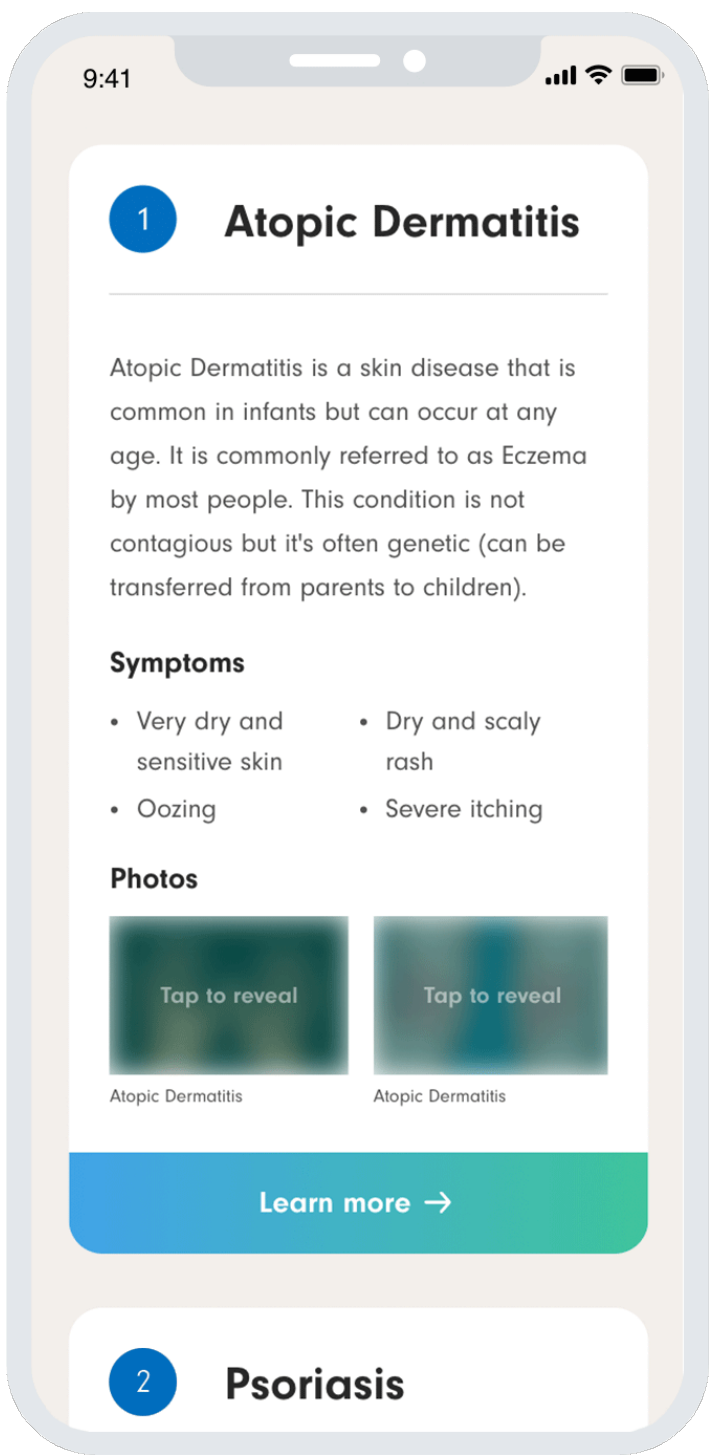 9:41
1 Atopic Dermatitis
Atopic Dermatitis is a skin disease that is
common in infants but can occur at any
age. It is commonly referred to as Eczema
by most people. This condition is not
contagious but it's often genetic (can be
transferred from parents to children).
Symptoms
• Very dry and
sensitive skin
• Dry and scaly
rash
• Oozing
• Severe itching
Photos
Tap to reveal
Tap to reveal
Atopic Dermatitis
Atopic Dermatitis
Learn more →
2 Psoriasis